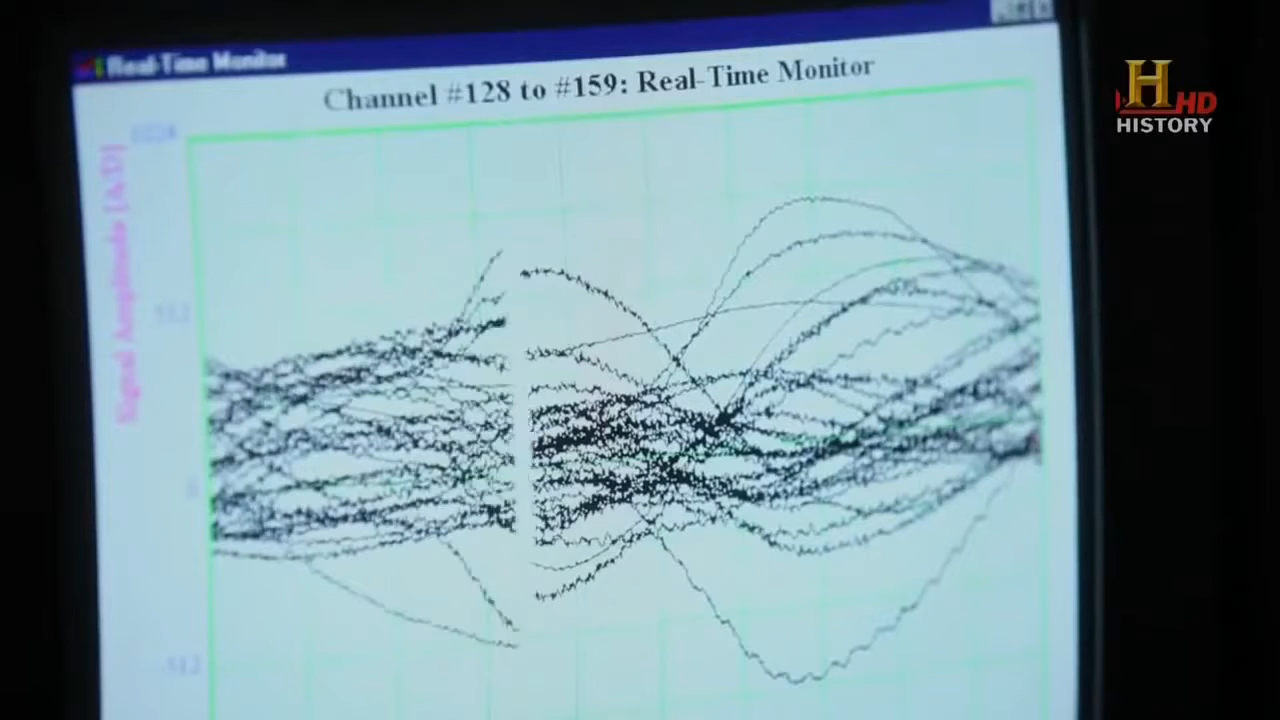 Real-Time Monitor
Channel #128 to #159: Real-Time Monitor
H HD
HISTORY
Signal Amplitude [A/D]